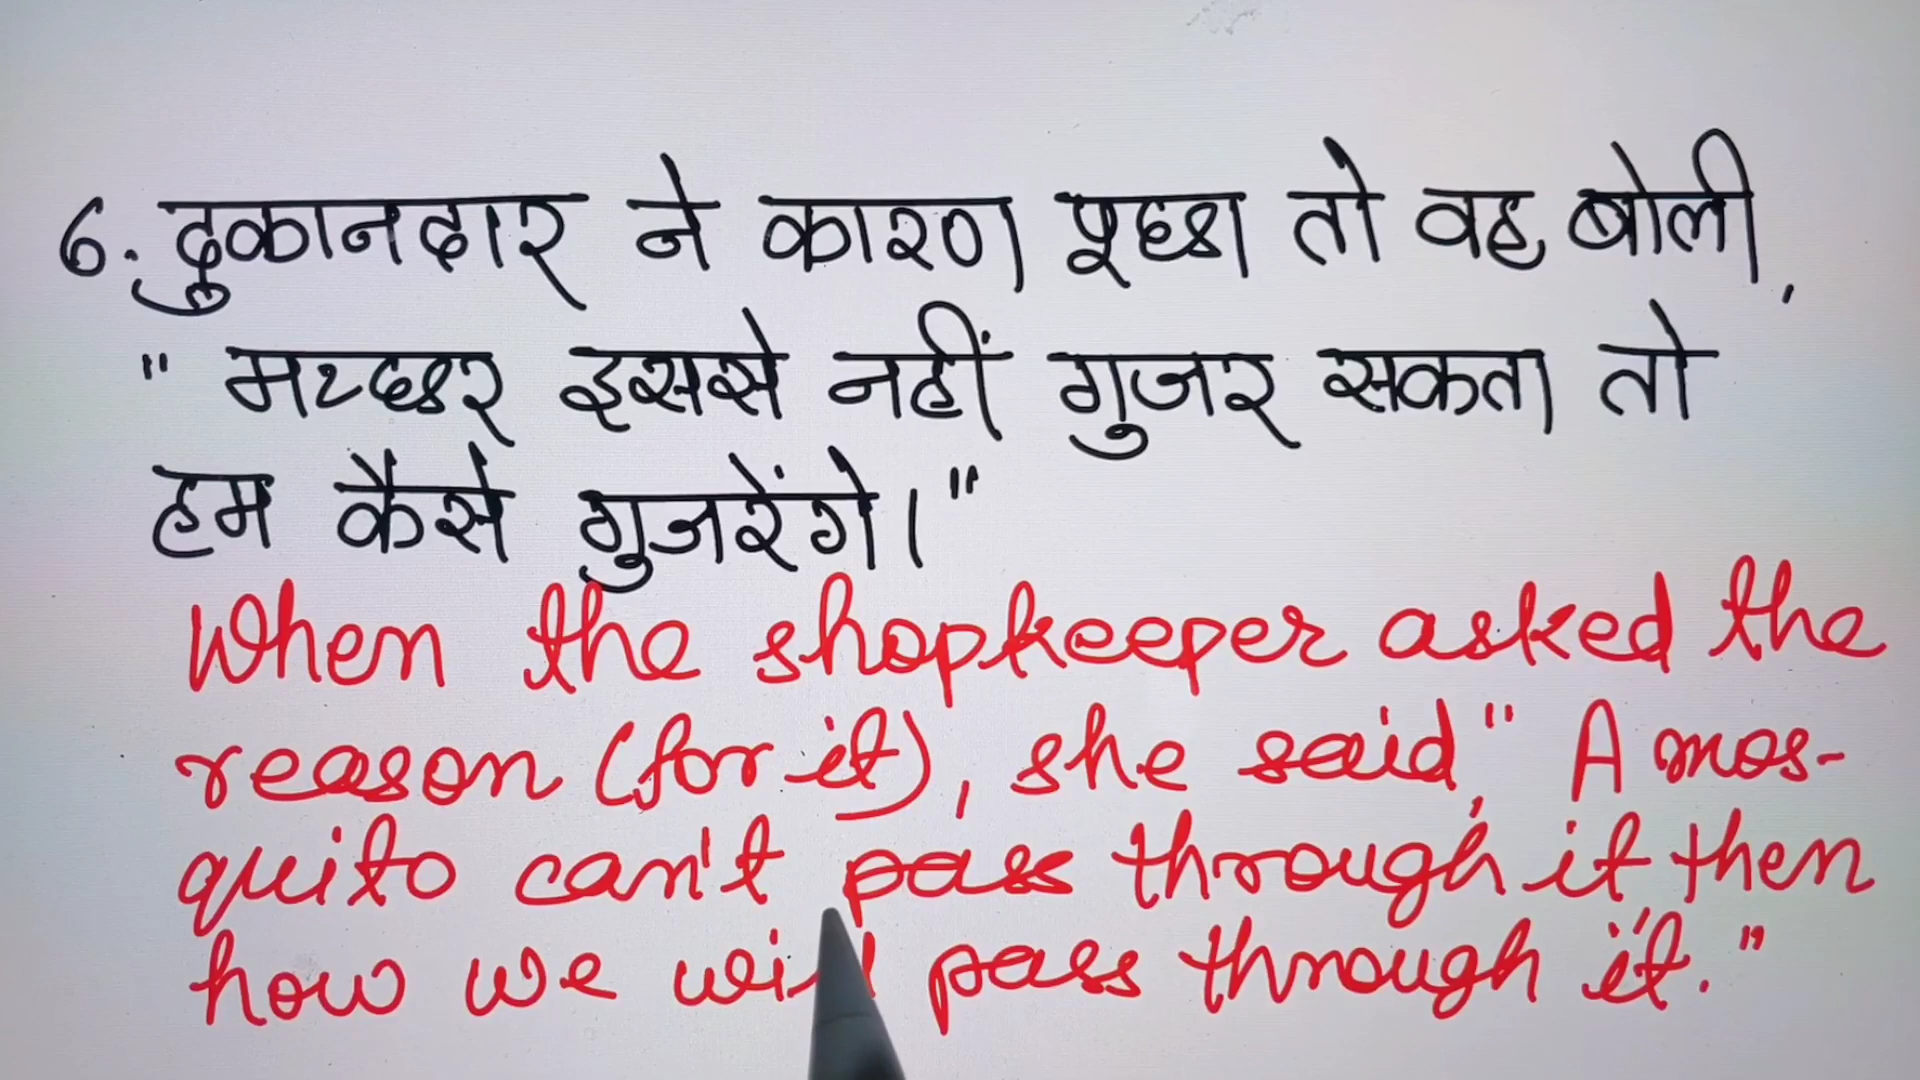 6. दुकानदार ने कारण पूछा तो वह बोली,
" मच्छर इससे नहीं गुजर सकता तो
हम कैसे गुजरेंगे।"
When the shopkeeper asked the
reason (for it), she said," A mos-
quito can't pass through it then
how we will pass through it."